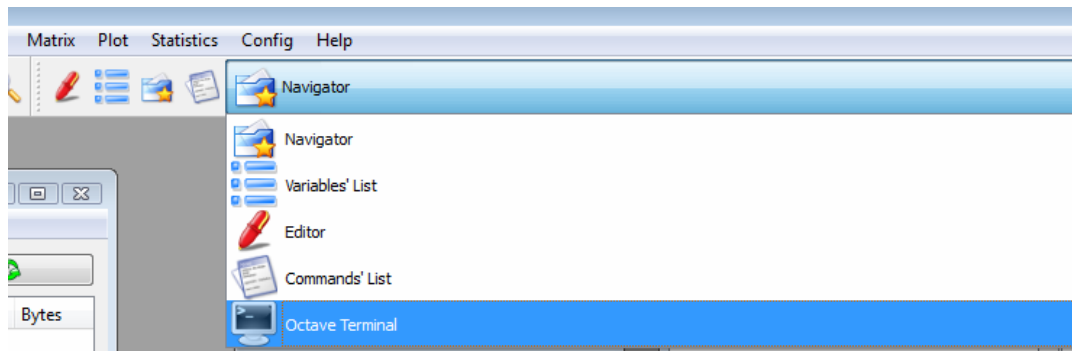 Matrix Plot Statistics Config Help
Navigator
Navigator
Variables' List
Editor
Commands' List
Bytes
Octave Terminal